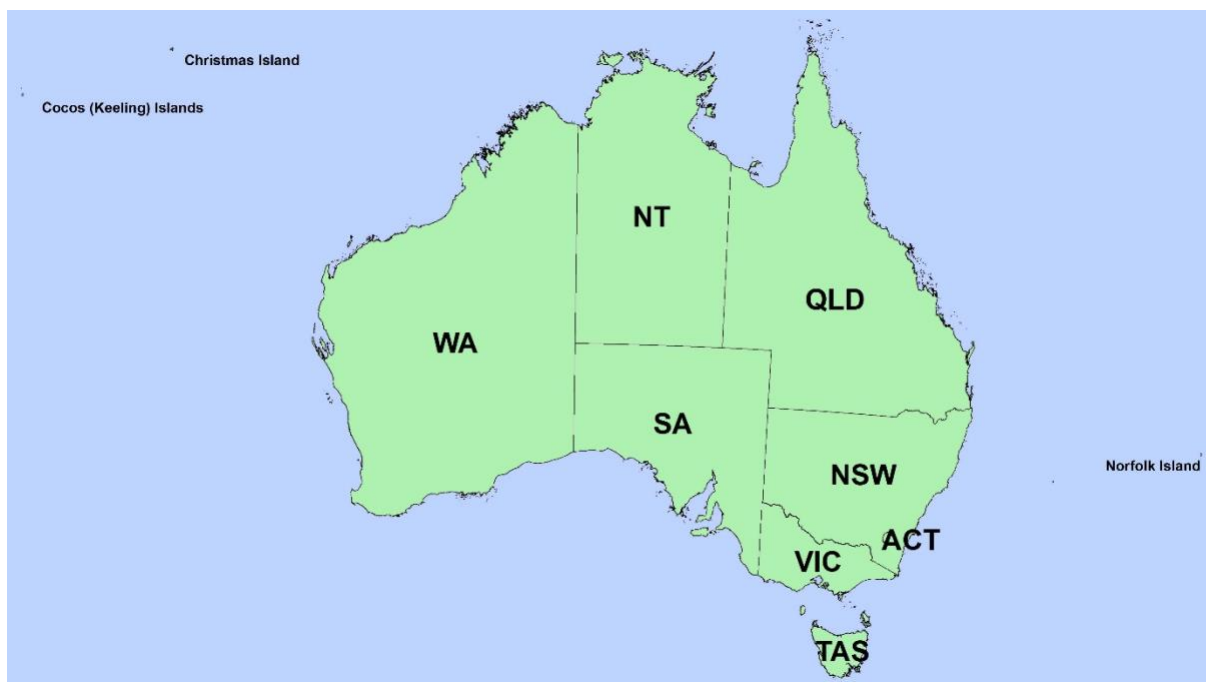 Christmas Island
Cocos (Keeling) Islands
NT
QLD
WA
SA
Norfolk Island
NSW
ACT
VIC
TAS